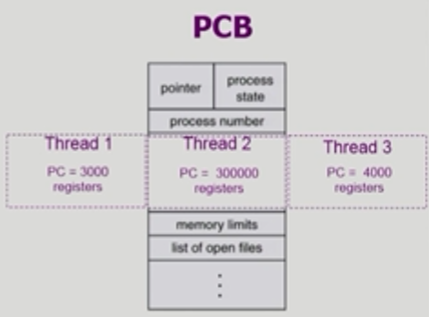 PCB
pointer
process
state
process number
Thread 1
PC = 3000
registers
Thread 2
PC = 300000
registers
Thread 3
PC = 4000
registers
memory limits
list of open files